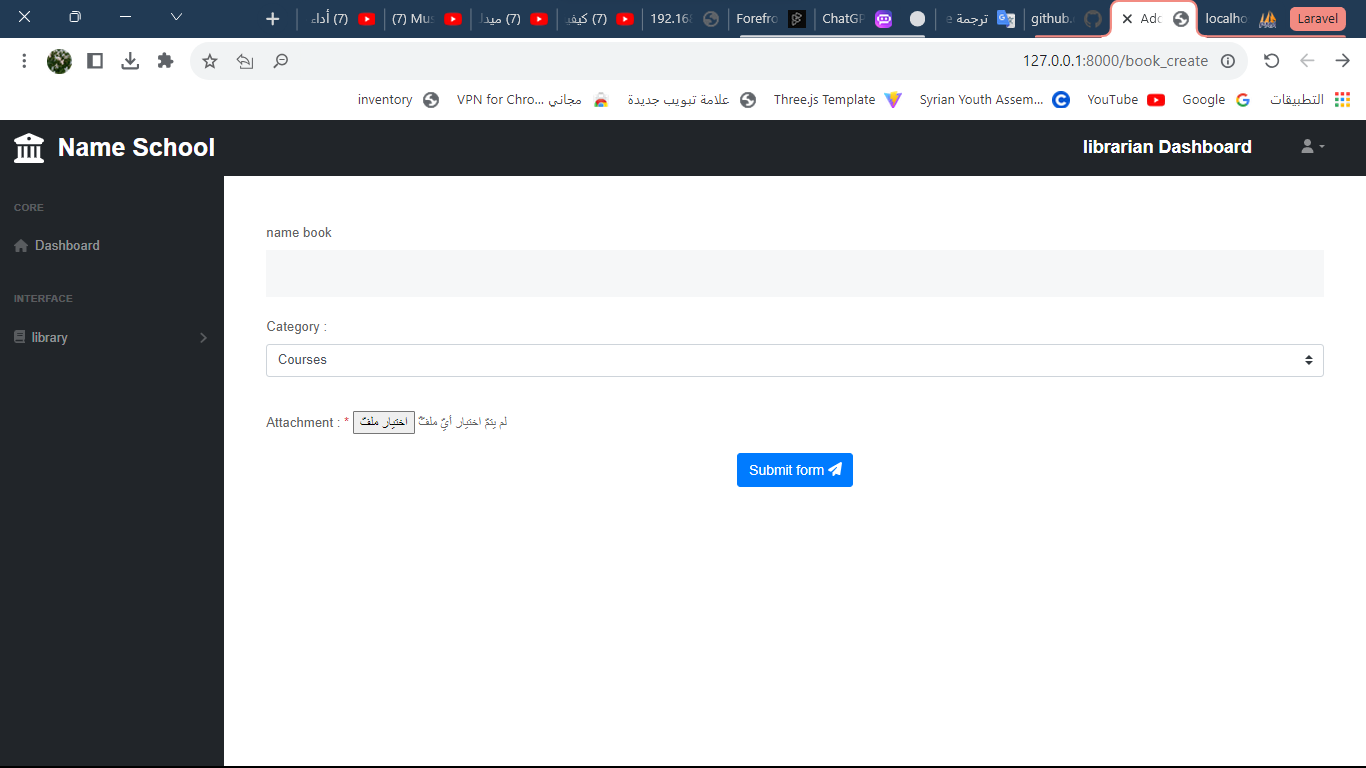 (7) أداء
(7) Mus
(7) ميدا
(7) كيفي
192.168
Forefro
ChatGP
ترجمة
github.
Add
localho
Laravel
127.0.0.1:8000/book_create
inventory
VPN for Chro... مجاني
علامة تبويب جديدة
Three.js Template
Syrian Youth Assem...
YouTube
Google
التطبيقات
Name School
librarian Dashboard
CORE
Dashboard
INTERFACE
library
name book
Category :
Courses
Attachment : * اختيار ملف لم يتمّ اختيار أيّ ملفّ
Submit form